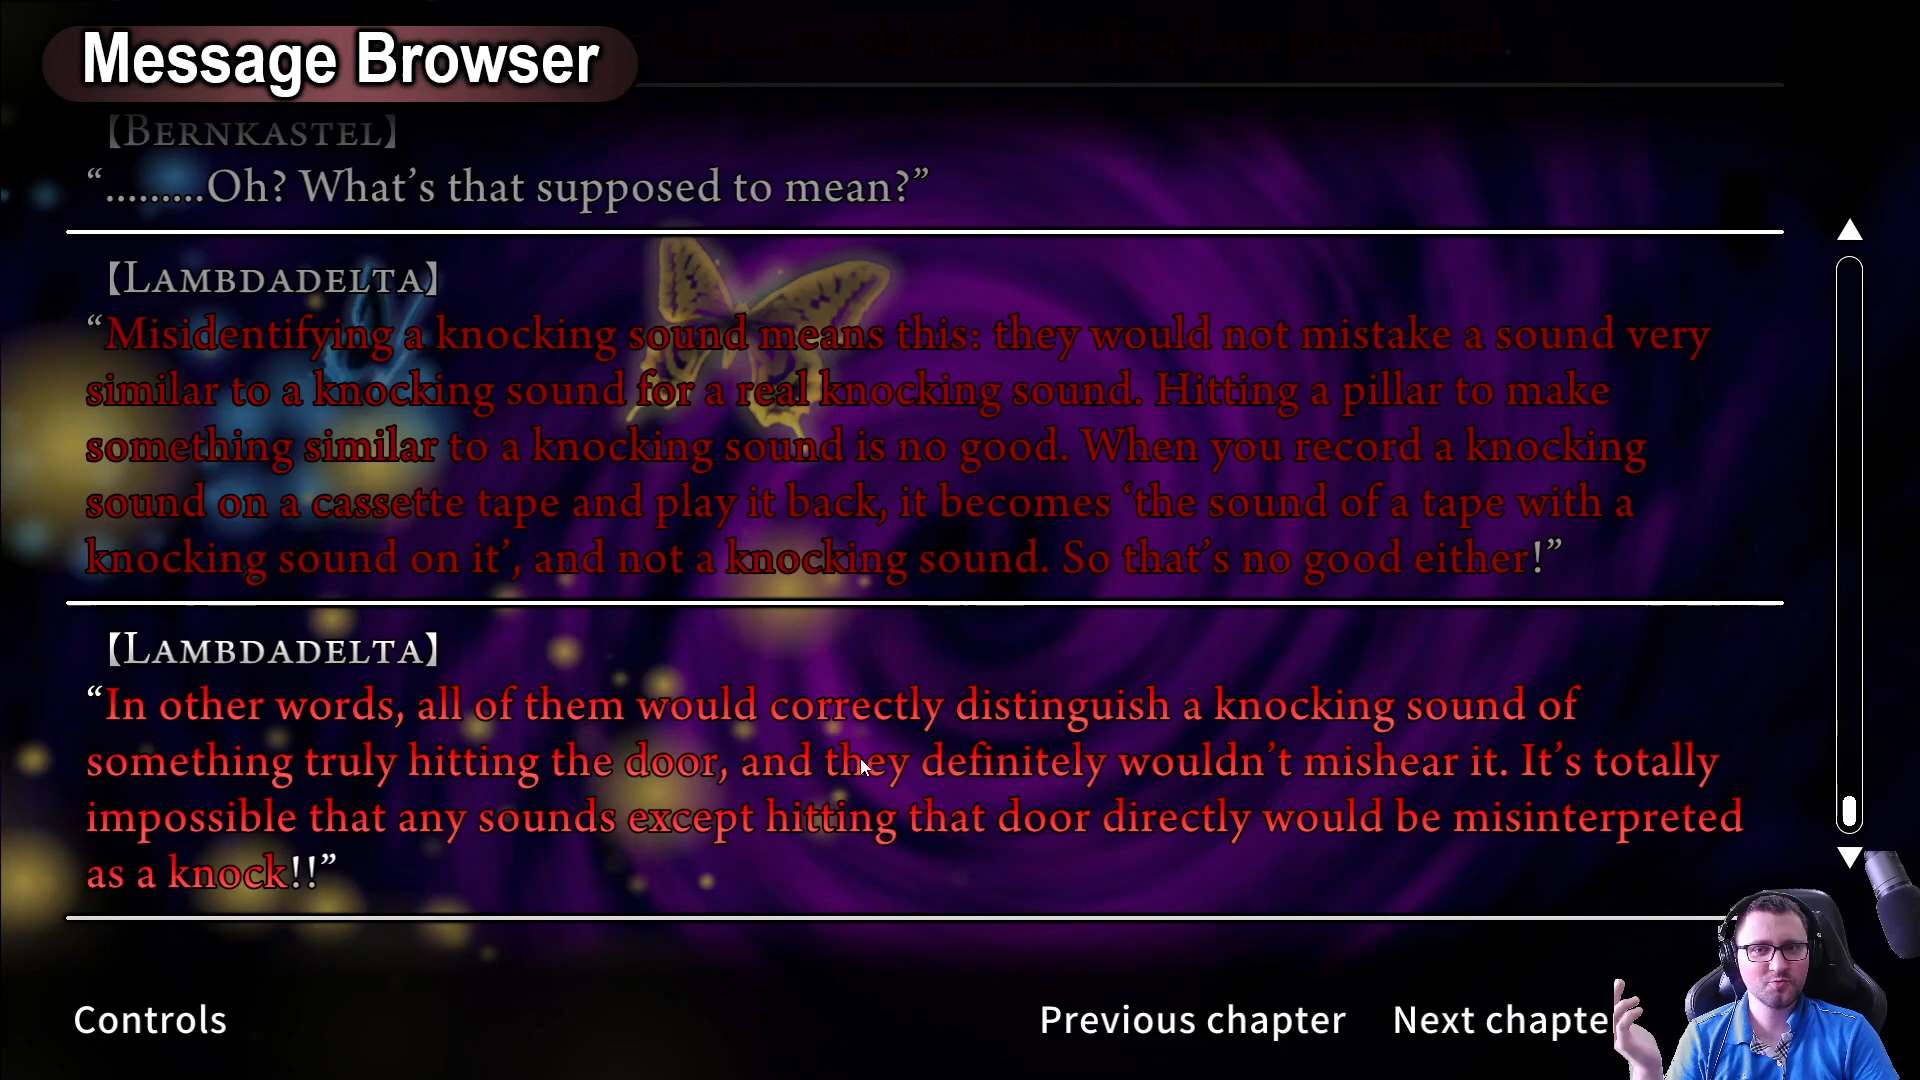 Message Browser
【BERNKASTEL】
“.........Oh? What’s that supposed to mean?”
【LAMBDADELTA】
“Misidentifying a knocking sound means this: they would not mistake a sound very
similar to a knocking sound for a real knocking sound. Hitting a pillar to make
something similar to a knocking sound is no good. When you record a knocking
sound on a cassette tape and play it back, it becomes ‘the sound of a tape with a
knocking sound on it’, and not a knocking sound. So that’s no good either!”
【LAMBDADELTA】
“In other words, all of them would correctly distinguish a knocking sound of
something truly hitting the door, and they definitely wouldn’t mishear it. It’s totally
impossible that any sounds except hitting that door directly would be misinterpreted
as a knock!!”
Controls
Previous chapter
Next chapte